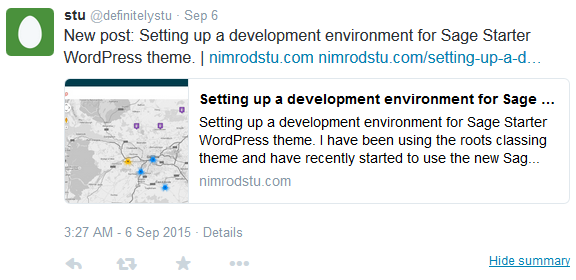 stu @definitelystu · Sep 6
New post: Setting up a development environment for Sage Starter
WordPress theme. | nimrodstu.com nimrodstu.com/setting-up-a-d…
Setting up a development environment for Sage ...
Setting up a development environment for Sage Starter
WordPress theme. I have been using the roots classing
theme and have recently started to use the new Sag...
nimrodstu.com
3:27 AM - 6 Sep 2015 · Details
Hide summary